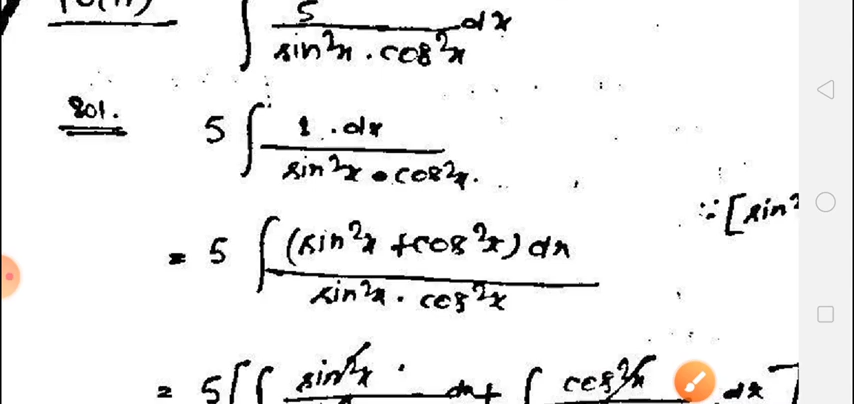 ∫ 5/(sin²x . cos²x) dx
Sol. 5 ∫ 1 . dx/(sin²x . cos²x).
∵ [sin²
= 5 ∫ (sin²x + cos²x) dx/(sin²x . cos²x)
= 5 [∫ sin²x dx + ∫ cos²x dx